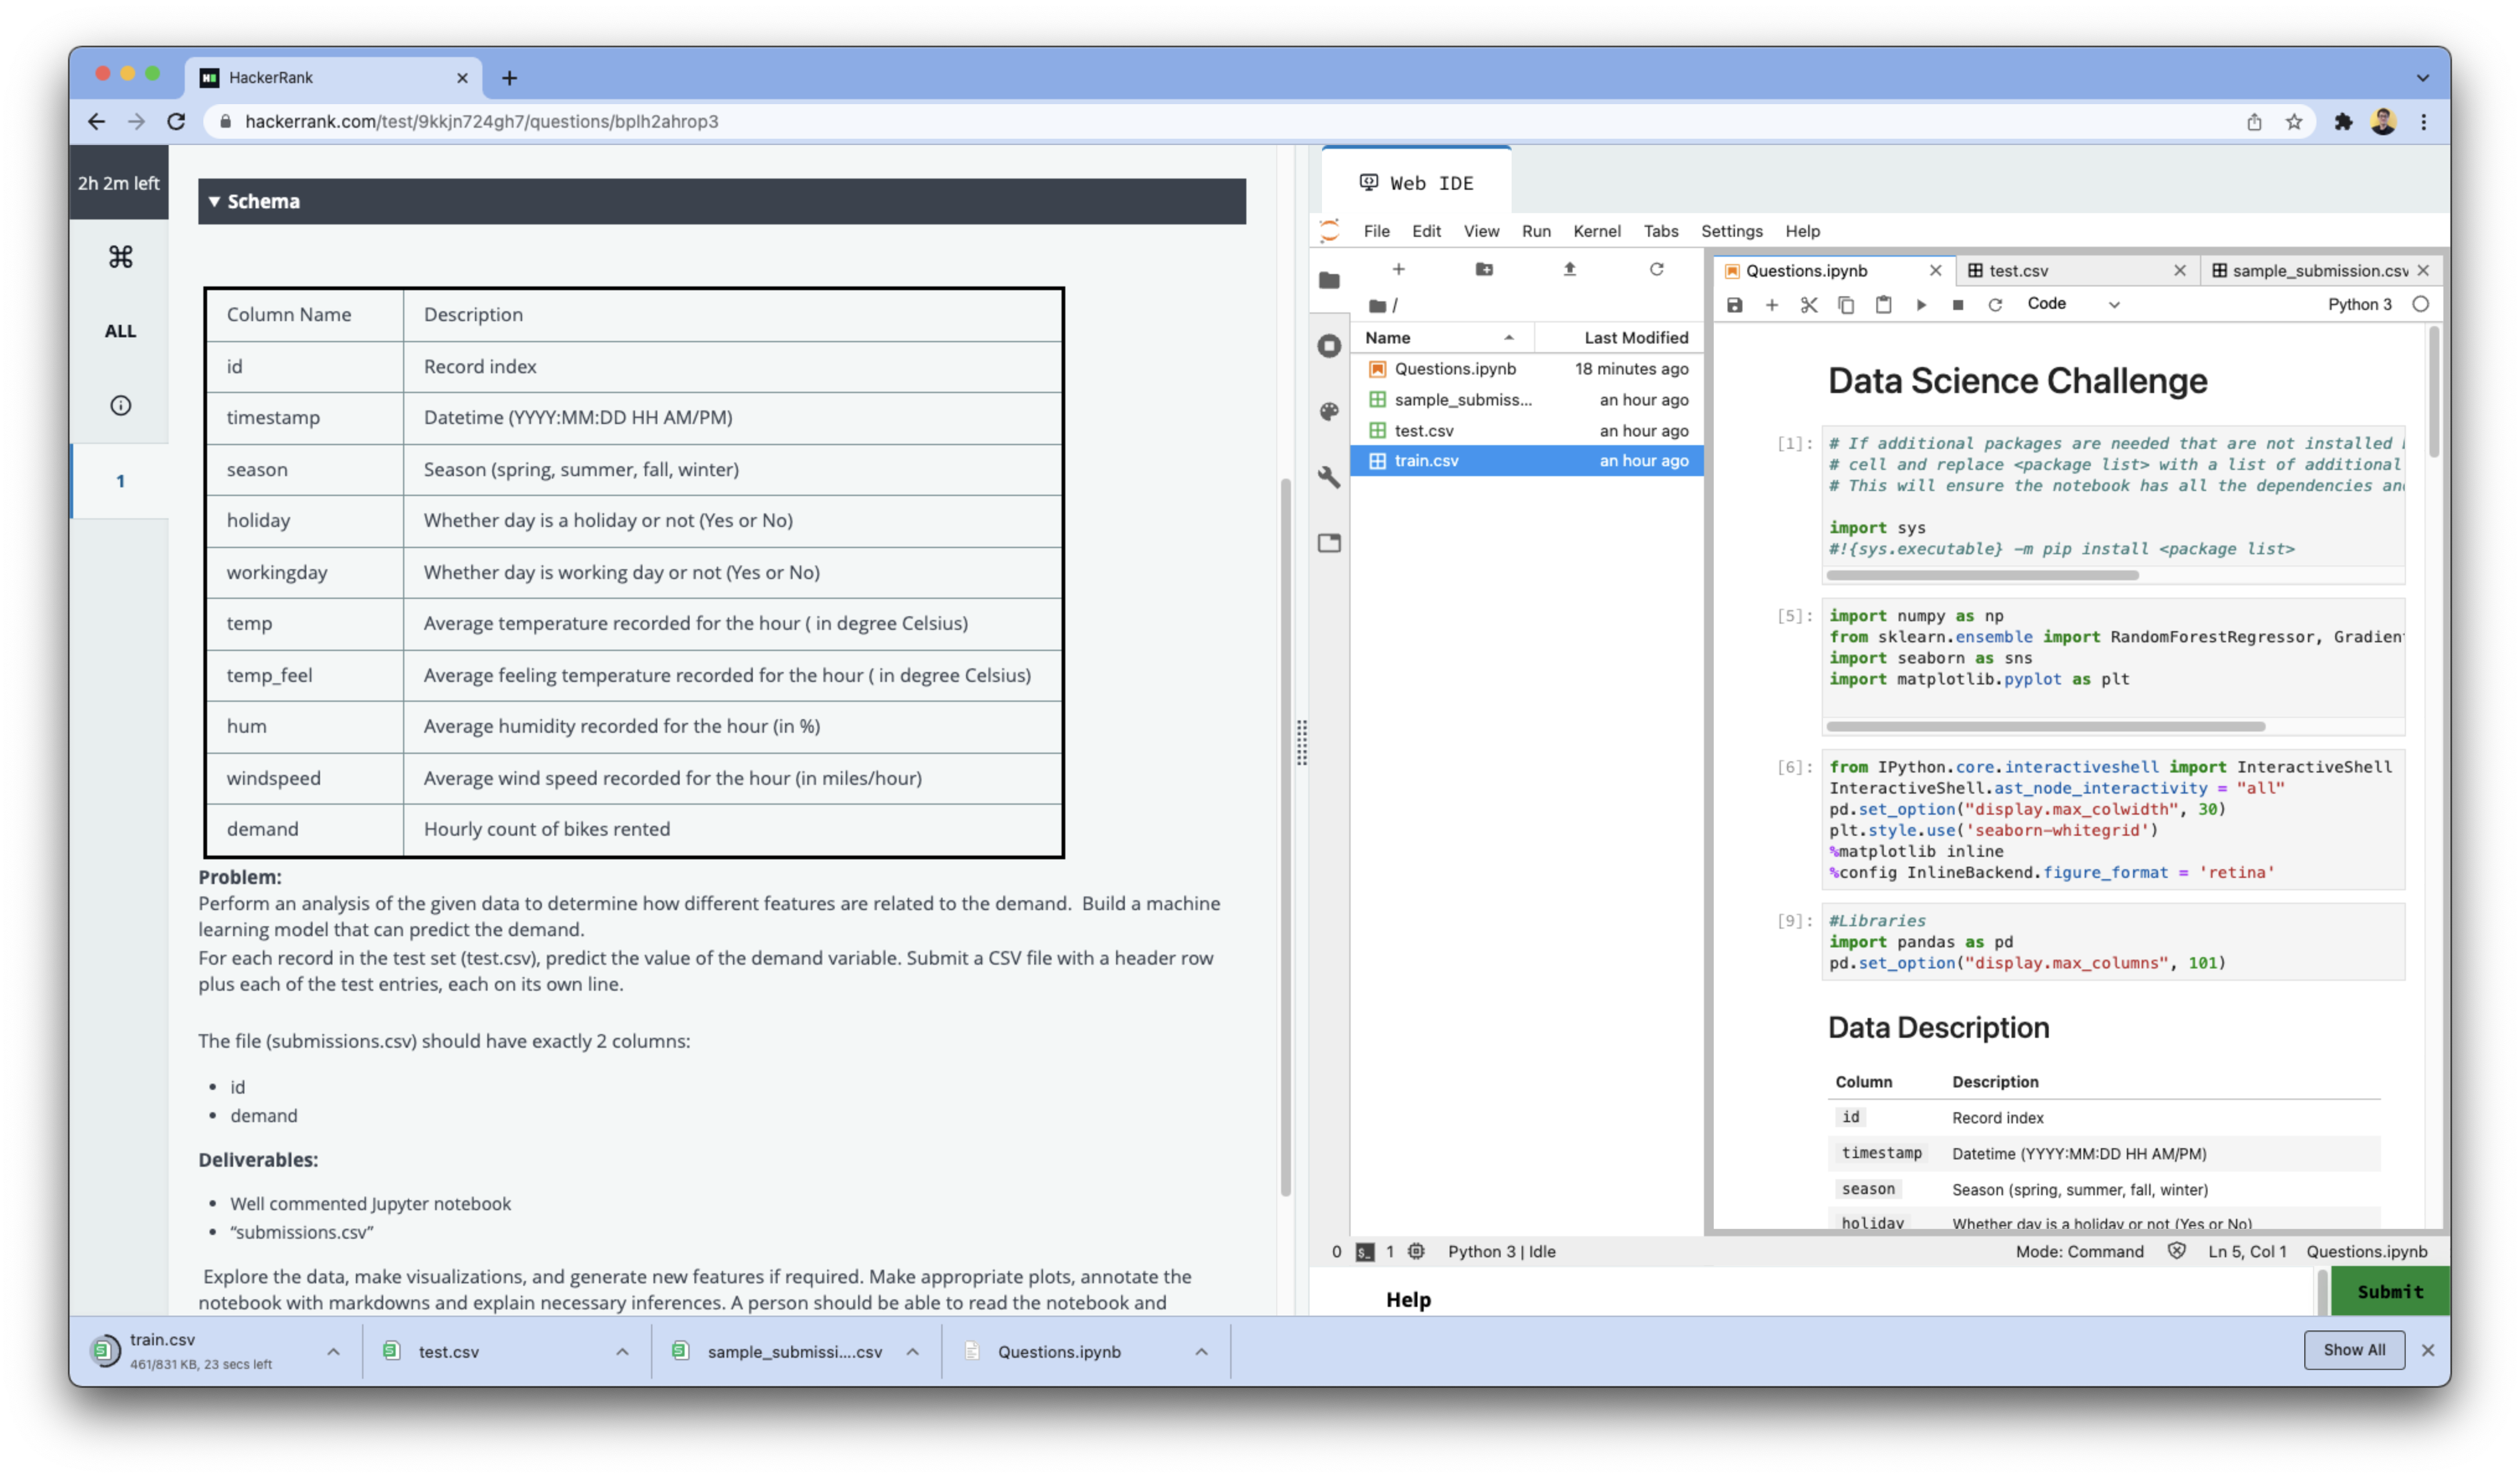 HackerRank
hackerrank.com/test/9kkjn724gh7/questions/bplh2ahrop3
2h 2m left
ALL
1
Schema
Column Name Description
id Record index
timestamp Datetime (YYYY:MM:DD HH AM/PM)
season Season (spring, summer, fall, winter)
holiday Whether day is a holiday or not (Yes or No)
workingday Whether day is working day or not (Yes or No)
temp Average temperature recorded for the hour ( in degree Celsius)
temp_feel Average feeling temperature recorded for the hour ( in degree Celsius)
hum Average humidity recorded for the hour (in %)
windspeed Average wind speed recorded for the hour (in miles/hour)
demand Hourly count of bikes rented
Problem:
Perform an analysis of the given data to determine how different features are related to the demand.  Build a machine
learning model that can predict the demand.
For each record in the test set (test.csv), predict the value of the demand variable. Submit a CSV file with a header row
plus each of the test entries, each on its own line.
The file (submissions.csv) should have exactly 2 columns:
• id
• demand
Deliverables:
• Well commented Jupyter notebook
• “submissions.csv”
Explore the data, make visualizations, and generate new features if required. Make appropriate plots, annotate the
notebook with markdowns and explain necessary inferences. A person should be able to read the notebook and
Web IDE
File Edit View Run Kernel Tabs Settings Help
/
Name Last Modified
Questions.ipynb 18 minutes ago
sample_submiss... an hour ago
test.csv an hour ago
train.csv an hour ago
Questions.ipynb test.csv sample_submission.csv
Code Python 3
Data Science Challenge
[1]: # If additional packages are needed that are not installed
# cell and replace <package list> with a list of additional
# This will ensure the notebook has all the dependencies and
import sys
#!{sys.executable} -m pip install <package list>
[5]: import numpy as np
from sklearn.ensemble import RandomForestRegressor, Gradien
import seaborn as sns
import matplotlib.pyplot as plt
[6]: from IPython.core.interactiveshell import InteractiveShell
InteractiveShell.ast_node_interactivity = "all"
pd.set_option("display.max_colwidth", 30)
plt.style.use('seaborn-whitegrid')
%matplotlib inline
%config InlineBackend.figure_format = 'retina'
[9]: #Libraries
import pandas as pd
pd.set_option("display.max_columns", 101)
Data Description
Column Description
id Record index
timestamp Datetime (YYYY:MM:DD HH AM/PM)
season Season (spring, summer, fall, winter)
holiday Whether day is a holiday or not (Yes or No)
0 $_ 1 Python 3 | Idle Mode: Command Ln 5, Col 1 Questions.ipynb
Help
Submit
train.csv
461/831 KB, 23 secs left
test.csv
sample_submissi....csv
Questions.ipynb
Show All